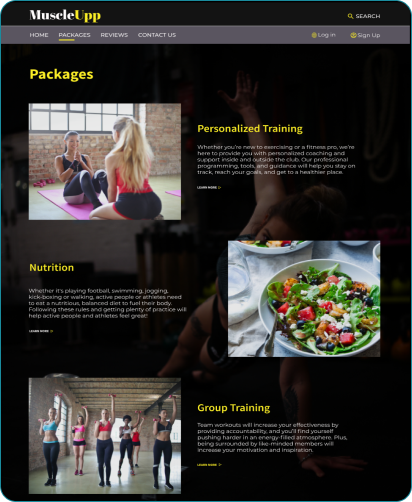 MuscleUpp
SEARCH
HOME PACKAGES REVIEWS CONTACT US Log in Sign Up
Packages
Personalized Training
Whether you're new to exercising or a fitness pro, we're
here to provide you with personalized coaching and
support inside and outside the club. Our professional
programming, tools, and guidance will help you stay on
track, reach your goals, and get to a healthier place.
LEARN MORE >
Nutrition
Whether it's playing football, swimming, jogging,
kick-boxing or walking, active people or athletes need
to eat a nutritious, balanced diet to fuel their body.
Following these rules and getting plenty of practice will
help active people and athletes feel great!
LEARN MORE >
Group Training
Team workouts will increase your effectiveness by
providing accountability, and you'll find yourself
pushing harder in an energy-filled atmosphere. Plus,
being surrounded by like-minded members will
increase your motivation and inspiration.
LEARN MORE >